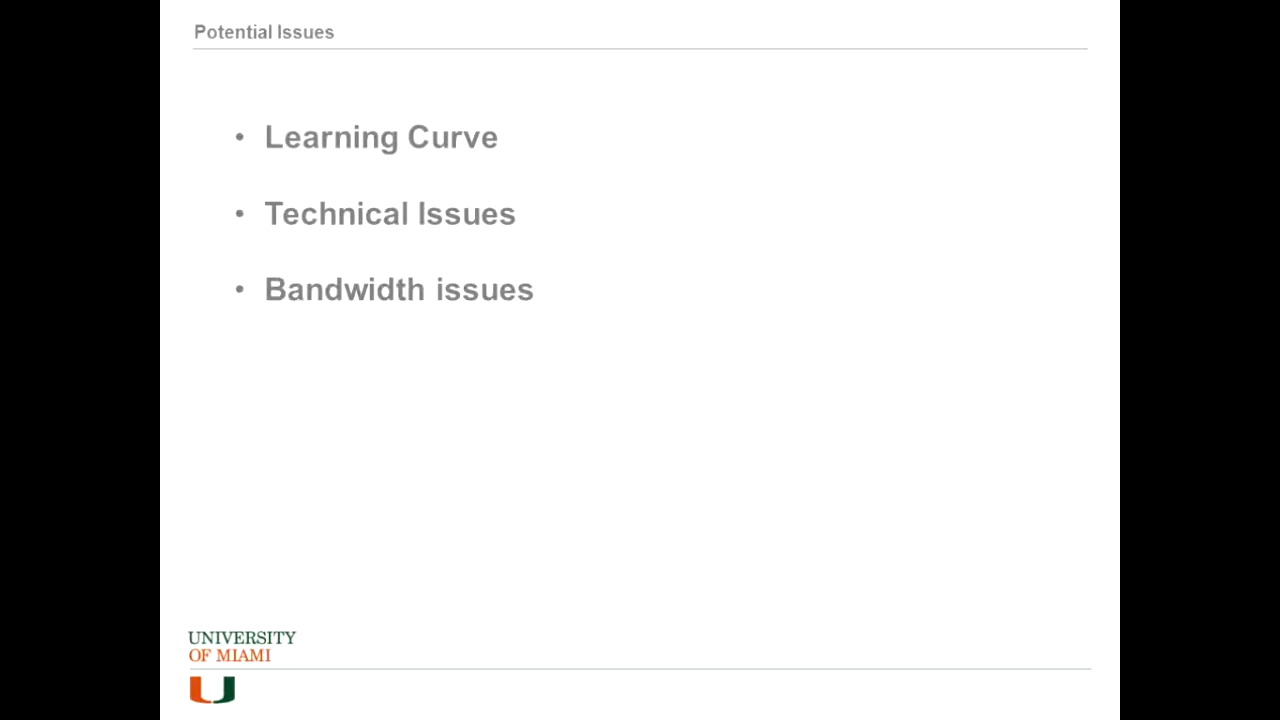 Potential Issues
• Learning Curve
• Technical Issues
• Bandwidth issues
UNIVERSITY
OF MIAMI